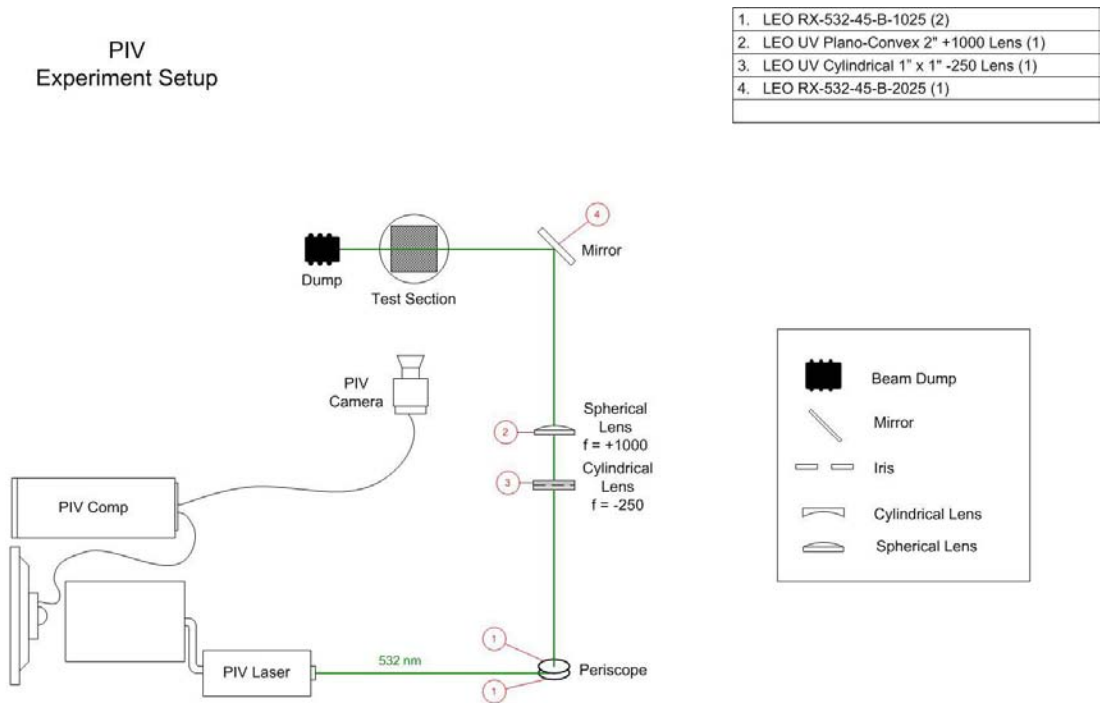 PIV
Experiment Setup
1. LEO RX-532-45-B-1025 (2)
2. LEO UV Plano-Convex 2" +1000 Lens (1)
3. LEO UV Cylindrical 1" x 1" -250 Lens (1)
4. LEO RX-532-45-B-2025 (1)
4
Mirror
Dump
Test Section
PIV
Camera
2
Spherical
Lens
f = +1000
3
Cylindrical
Lens
f = -250
PIV Comp
PIV Laser
532 nm
1
1
Periscope
Beam Dump
Mirror
Iris
Cylindrical Lens
Spherical Lens